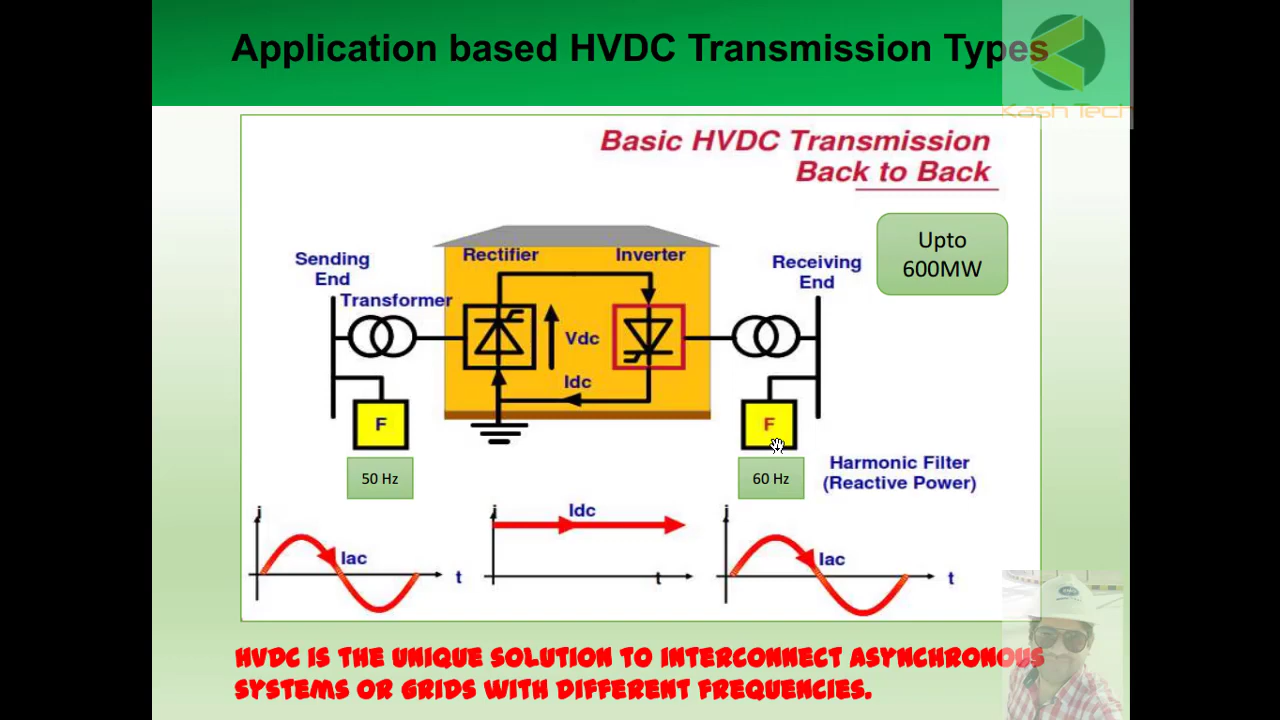 Application based HVDC Transmission Types
Kash Tech
Basic HVDC Transmission
Back to Back
Upto
600MW
Sending
End
Transformer
Rectifier
Inverter
Receiving
End
Vdc
Idc
F
F
50 Hz
60 Hz
Harmonic Filter
(Reactive Power)
i
Iac
t
i
Idc
t
i
Iac
t
HVDC IS THE UNIQUE SOLUTION TO INTERCONNECT ASYNCHRONOUS
SYSTEMS OR GRIDS WITH DIFFERENT FREQUENCIES.